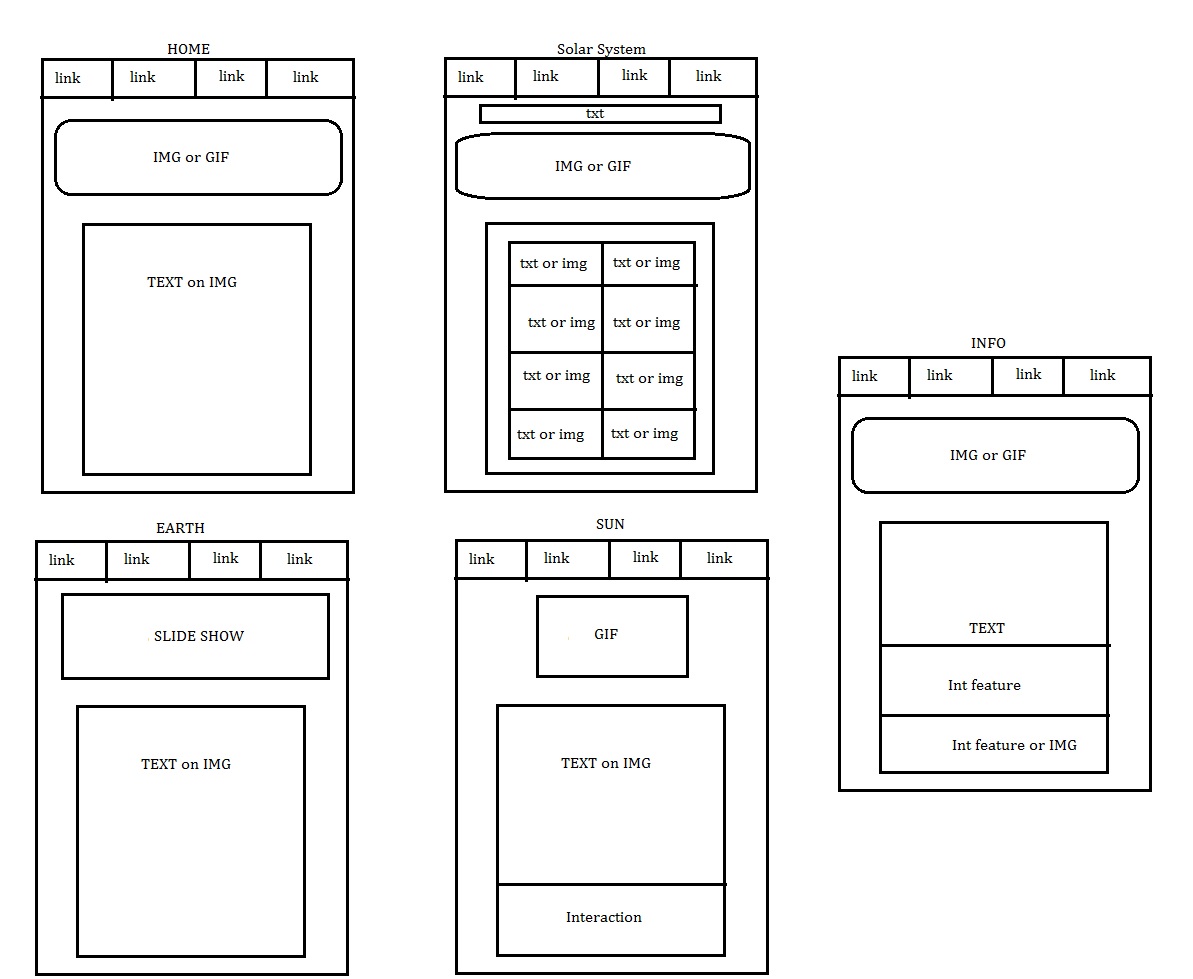 HOME
link link link link
IMG or GIF
TEXT on IMG
Solar System
link link link link
txt
IMG or GIF
txt or img txt or img
txt or img txt or img
txt or img txt or img
txt or img txt or img
INFO
link link link link
IMG or GIF
TEXT
Int feature
Int feature or IMG
EARTH
link link link link
SLIDE SHOW
TEXT on IMG
SUN
link link link link
GIF
TEXT on IMG
Interaction